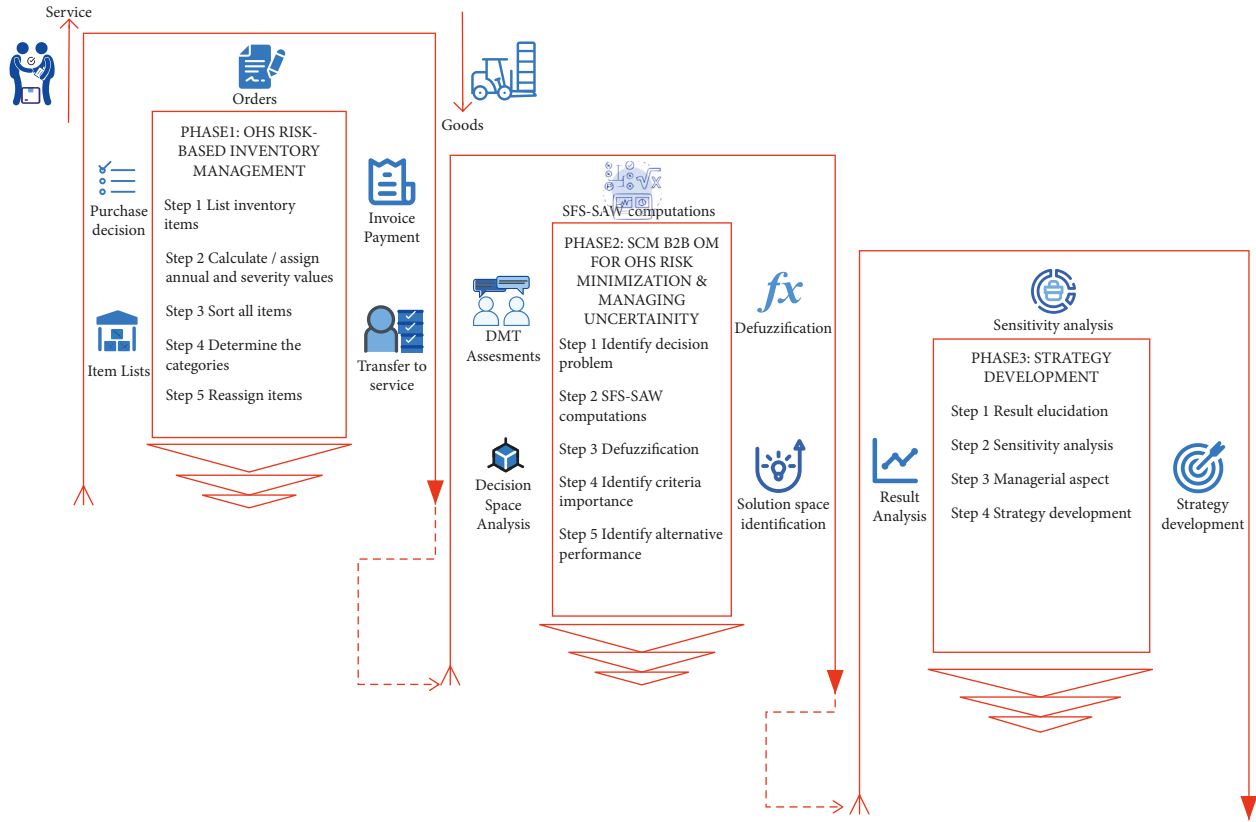 Service
Orders
Goods
PHASE1: OHS RISK-
BASED INVENTORY
MANAGEMENT
Step 1 List inventory
items
Step 2 Calculate / assign
annual and severity values
Step 3 Sort all items
Step 4 Determine the
categories
Step 5 Reassign items
Purchase
decision
Item Lists
Invoice
Payment
Transfer to
service
SFS-SAW computations
PHASE2: SCM B2B OM
FOR OHS RISK
MINIMIZATION &
MANAGING
UNCERTAINITY
Step 1 Identify decision
problem
Step 2 SFS-SAW
computations
Step 3 Defuzzification
Step 4 Identify criteria
importance
Step 5 Identify alternative
performance
DMT
Assesments
Decision
Space
Analysis
fx
Defuzzification
Solution space
identification
Sensitivity analysis
PHASE3: STRATEGY
DEVELOPMENT
Step 1 Result elucidation
Step 2 Sensitivity analysis
Step 3 Managerial aspect
Step 4 Strategy development
Result
Analysis
Strategy
development